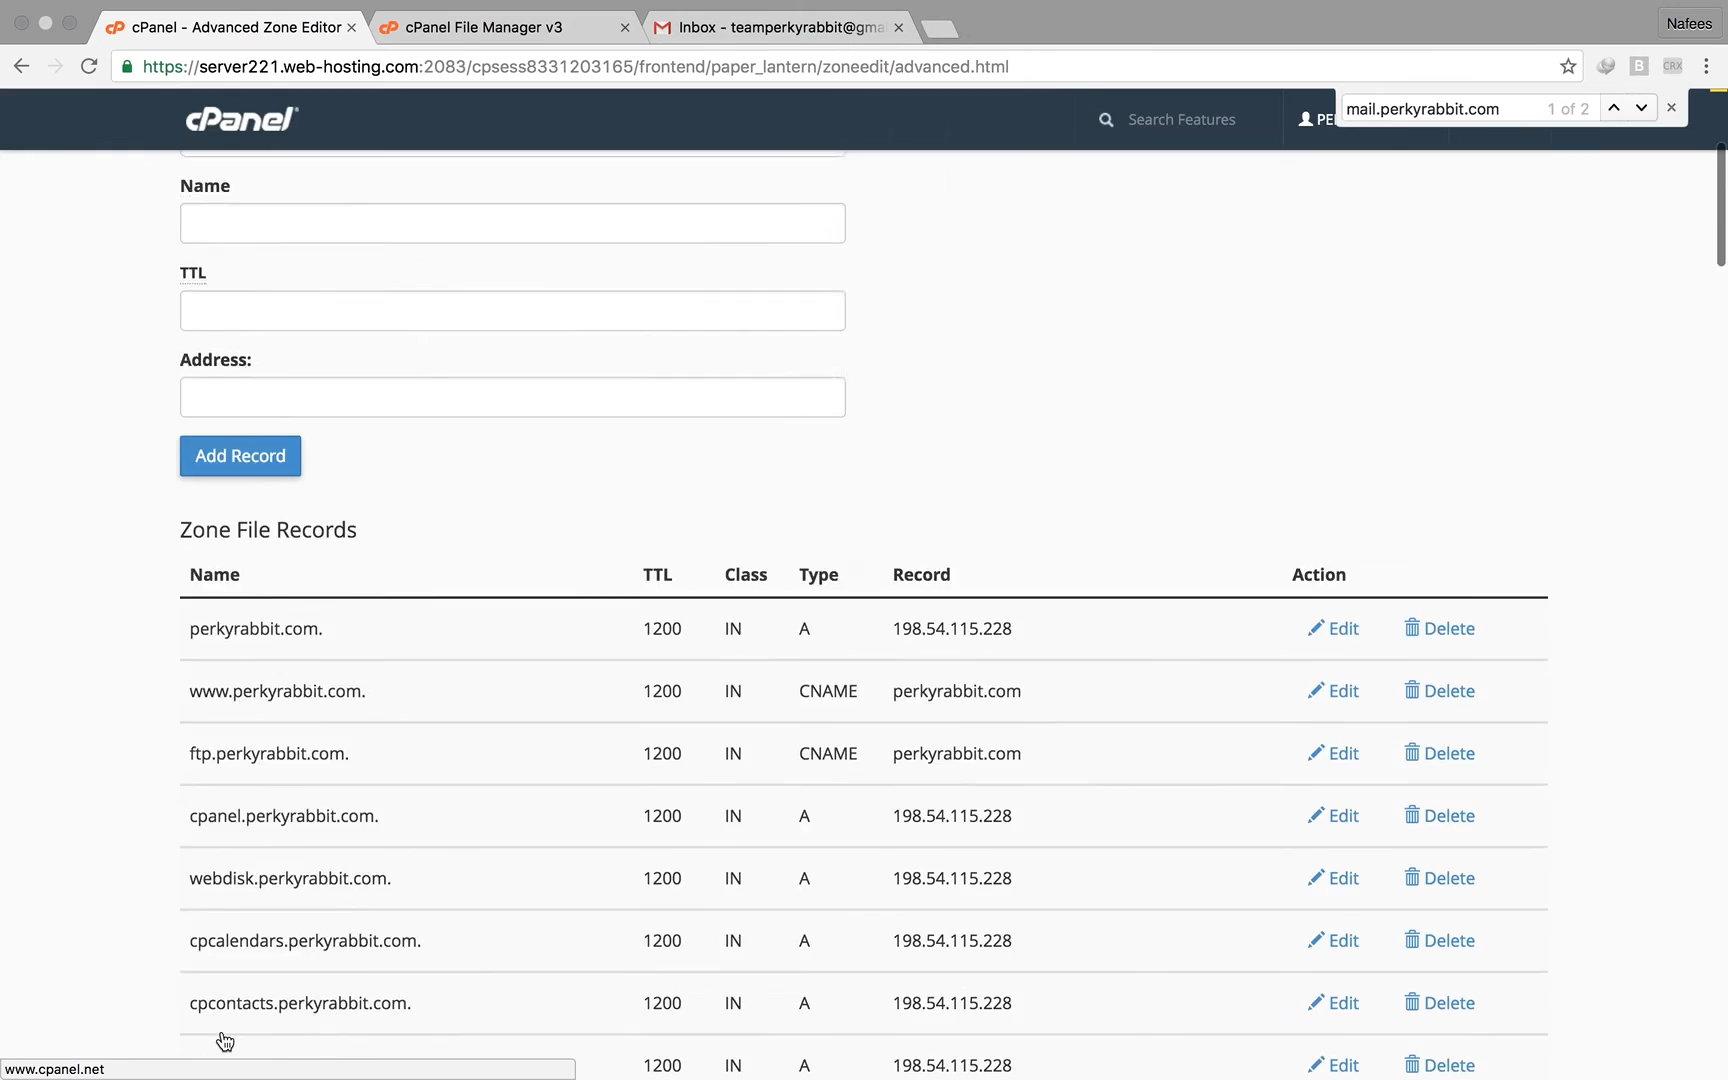 cPanel - Advanced Zone Editor
cPanel File Manager v3
Inbox - teamperkyrabbit@gma
Nafees
https://server221.web-hosting.com:2083/cpsess8331203165/frontend/paper_lantern/zoneedit/advanced.html
B
CRX
cPanel
Search Features
PE
mail.perkyrabbit.com 1 of 2
Name
TTL
Address:
Add Record
Zone File Records
Name TTL Class Type Record Action
perkyrabbit.com. 1200 IN A 198.54.115.228 Edit Delete
www.perkyrabbit.com. 1200 IN CNAME perkyrabbit.com Edit Delete
ftp.perkyrabbit.com. 1200 IN CNAME perkyrabbit.com Edit Delete
cpanel.perkyrabbit.com. 1200 IN A 198.54.115.228 Edit Delete
webdisk.perkyrabbit.com. 1200 IN A 198.54.115.228 Edit Delete
cpcalendars.perkyrabbit.com. 1200 IN A 198.54.115.228 Edit Delete
cpcontacts.perkyrabbit.com. 1200 IN A 198.54.115.228 Edit Delete
1200 IN A 198.54.115.228 Edit Delete
www.cpanel.net